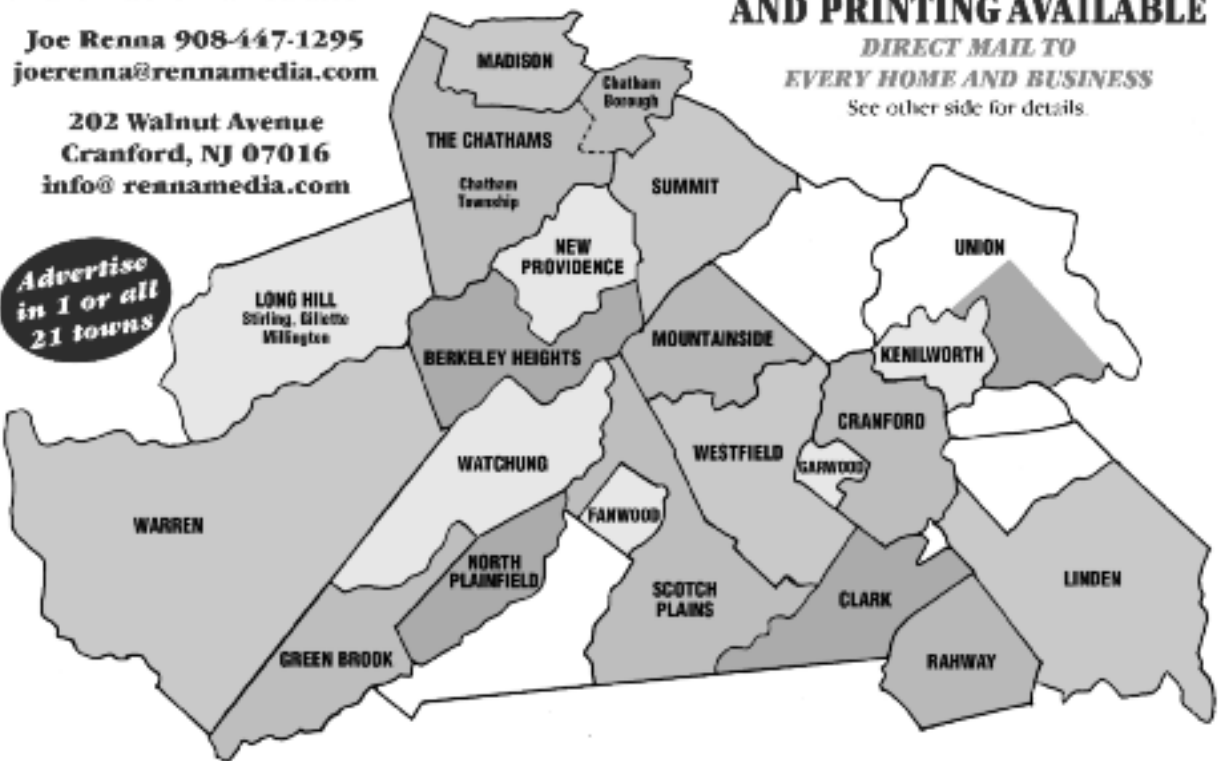 Joe Renna 908-447-1295
joerenna@rennamedia.com
202 Walnut Avenue
Cranford, NJ 07016
info@ rennamedia.com
AND PRINTING AVAILABLE
DIRECT MAIL TO
EVERY HOME AND BUSINESS
See other side for details.
Advertise
in 1 or all
21 towns
MADISON
Chatham
Borough
THE CHATHAMS
Chatham
Township
SUMMIT
NEW
PROVIDENCE
UNION
LONG HILL
Stirling, Gillette
Millington
BERKELEY HEIGHTS
MOUNTAINSIDE
KENILWORTH
CRANFORD
WESTFIELD
GARWOOD
WATCHUNG
WARREN
FANWOOD
NORTH
PLAINFIELD
SCOTCH
PLAINS
CLARK
LINDEN
GREEN BROOK
RAHWAY